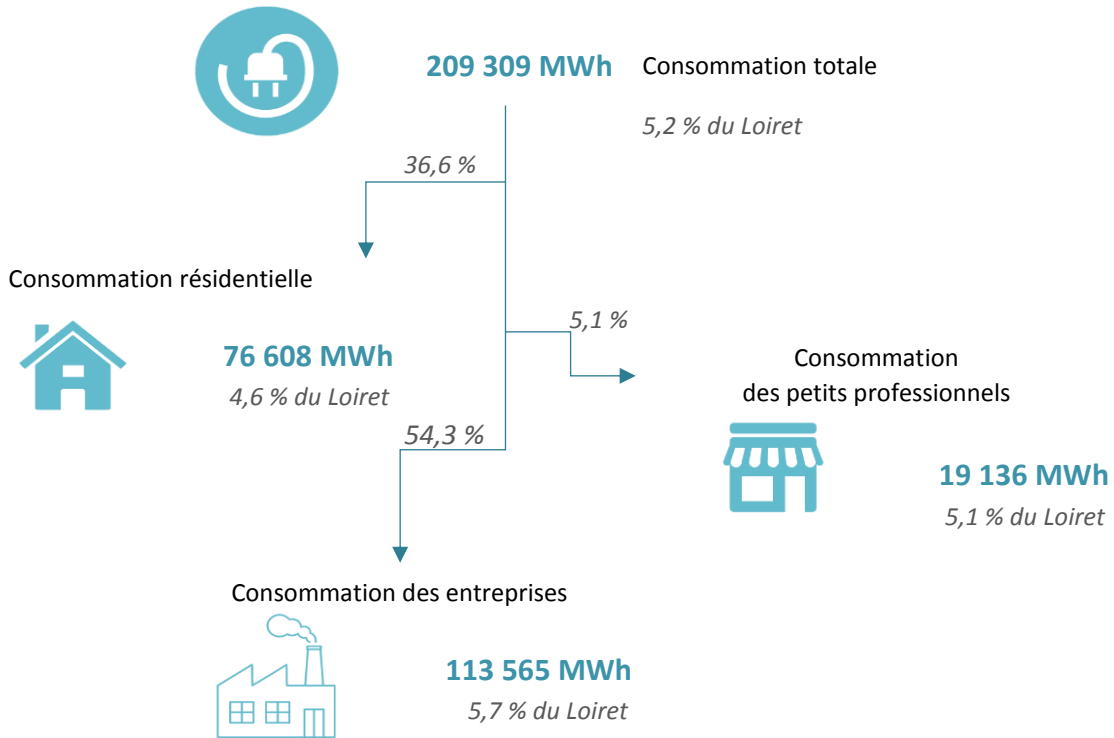 209 309 MWh Consommation totale
5,2 % du Loiret
36,6 %
Consommation résidentielle
76 608 MWh
4,6 % du Loiret
5,1 %
Consommation
des petits professionnels
19 136 MWh
5,1 % du Loiret
54,3 %
Consommation des entreprises
113 565 MWh
5,7 % du Loiret